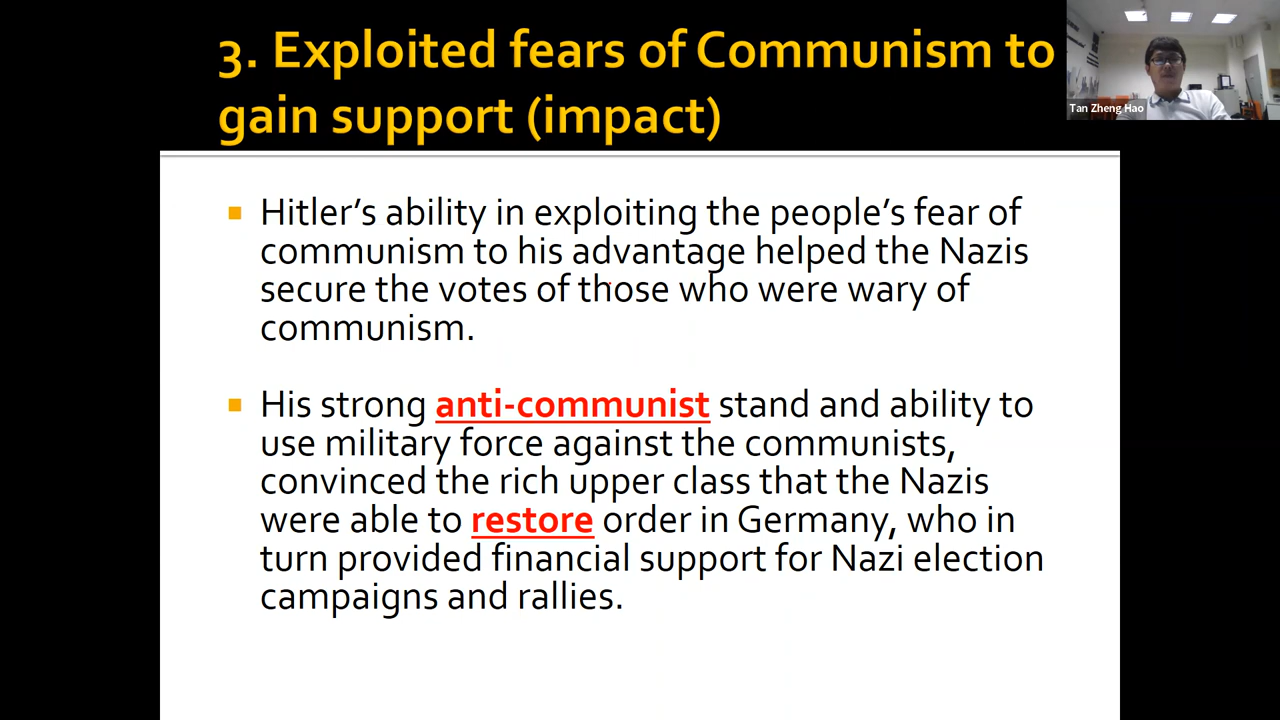 3. Exploited fears of Communism to
gain support (impact)
Tan Zheng Hao
Hitler’s ability in exploiting the people’s fear of
communism to his advantage helped the Nazis
secure the votes of those who were wary of
communism.
His strong anti-communist stand and ability to
use military force against the communists,
convinced the rich upper class that the Nazis
were able to restore order in Germany, who in
turn provided financial support for Nazi election
campaigns and rallies.